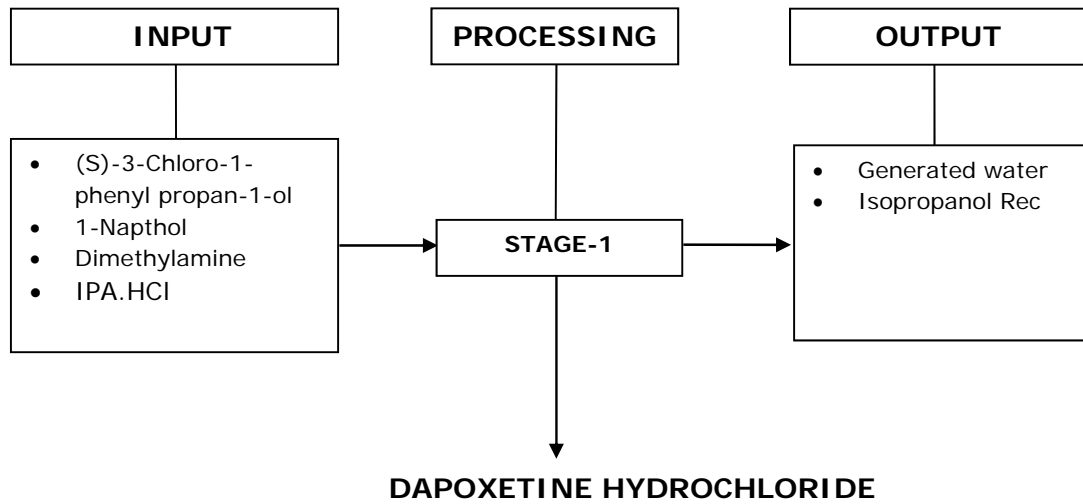 INPUT
PROCESSING
OUTPUT
• (S)-3-Chloro-1-
phenyl propan-1-ol
• 1-Napthol
• Dimethylamine
• IPA.HCl
STAGE-1
• Generated water
• Isopropanol Rec
DAPOXETINE HYDROCHLORIDE